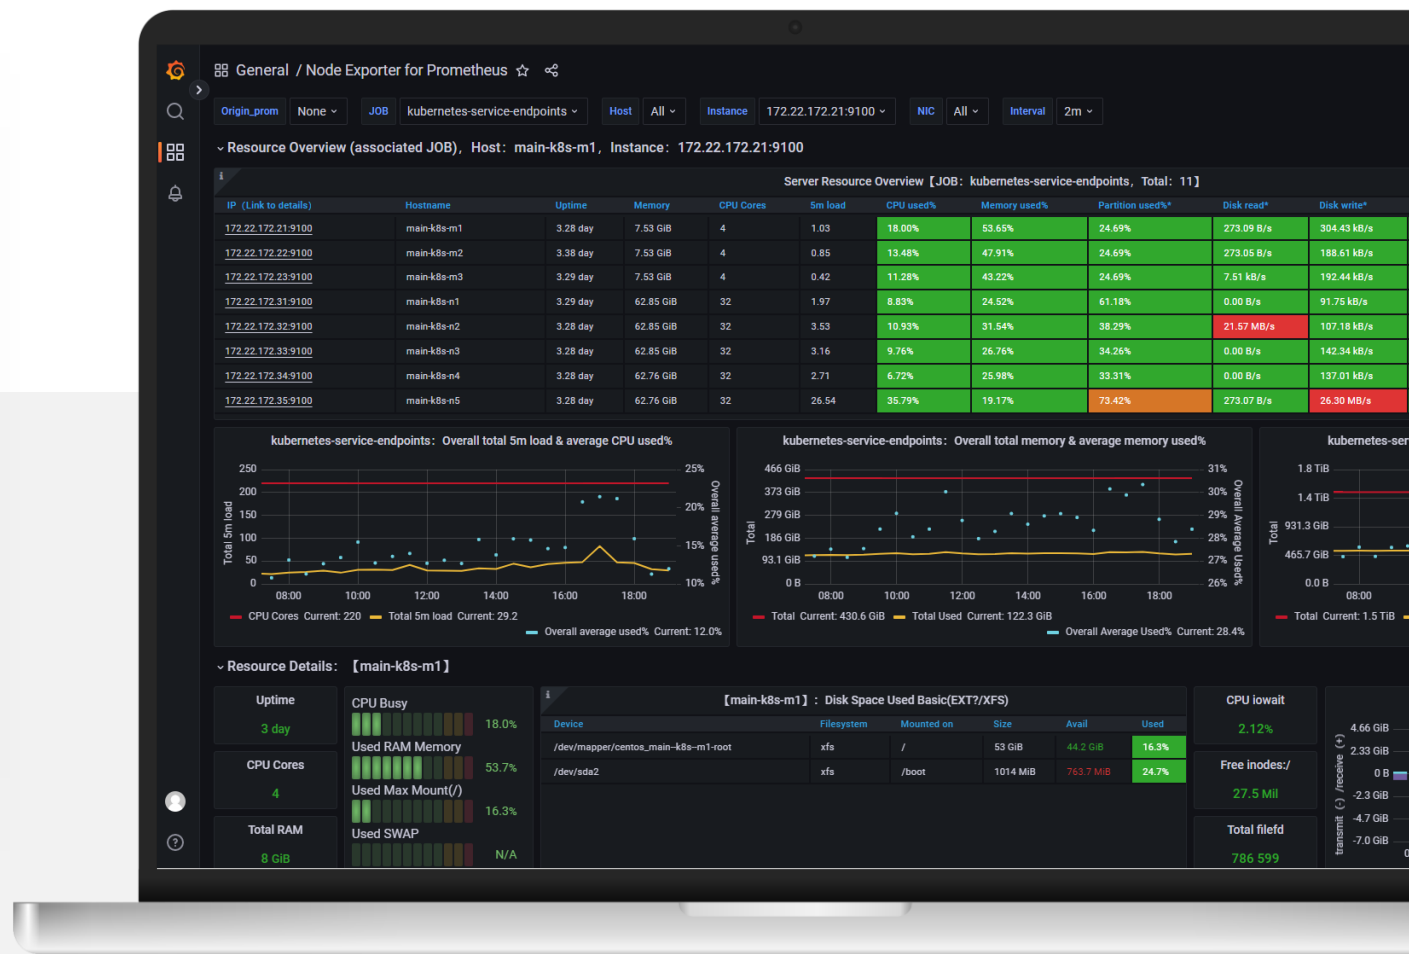 General / Node Exporter for Prometheus
Origin_prom None JOB kubernetes-service-endpoints Host All Instance 172.22.172.21:9100 NIC All Interval 2m
Resource Overview (associated JOB), Host: main-k8s-m1, Instance: 172.22.172.21:9100
Server Resource Overview【JOB: kubernetes-service-endpoints, Total: 11】
IP (Link to details) Hostname Uptime Memory CPU Cores 5m load CPU used% Memory used% Partition used%* Disk read* Disk write*
172.22.172.21:9100 main-k8s-m1 3.28 day 7.53 GiB 4 1.03 18.00% 53.65% 24.69% 273.09 B/s 304.43 kB/s
172.22.172.22:9100 main-k8s-m2 3.38 day 7.53 GiB 4 0.85 13.48% 47.91% 24.69% 273.05 B/s 188.61 kB/s
172.22.172.23:9100 main-k8s-m3 3.29 day 7.53 GiB 4 0.42 11.28% 43.22% 24.69% 7.51 kB/s 192.44 kB/s
172.22.172.31:9100 main-k8s-n1 3.29 day 62.85 GiB 32 1.97 8.83% 24.52% 61.18% 0.00 B/s 91.75 kB/s
172.22.172.32:9100 main-k8s-n2 3.28 day 62.85 GiB 32 3.53 10.93% 31.54% 38.29% 21.57 MB/s 107.18 kB/s
172.22.172.33:9100 main-k8s-n3 3.28 day 62.85 GiB 32 3.16 9.76% 26.76% 34.26% 0.00 B/s 142.34 kB/s
172.22.172.34:9100 main-k8s-n4 3.28 day 62.76 GiB 32 2.71 6.72% 25.98% 33.31% 0.00 B/s 137.01 kB/s
172.22.172.35:9100 main-k8s-n5 3.28 day 62.76 GiB 32 26.54 35.79% 19.17% 73.42% 273.07 B/s 26.30 MB/s
kubernetes-service-endpoints: Overall total 5m load & average CPU used%
250
200
150
100
50
0
Total 5m load
25%
20%
15%
10%
Overall average used%
08:00 10:00 12:00 14:00 16:00 18:00
CPU Cores Current: 220 Total 5m load Current: 29.2
Overall average used% Current: 12.0%
kubernetes-service-endpoints: Overall total memory & average memory used%
466 GiB
373 GiB
279 GiB
186 GiB
93.1 GiB
0 B
Total
31%
30%
29%
28%
27%
26%
Overall Average Used%
08:00 10:00 12:00 14:00 16:00 18:00
Total Current: 430.6 GiB Total Used Current: 122.3 GiB
Overall Average Used% Current: 28.4%
kubernetes-ser
1.8 TiB
1.4 TiB
931.3 GiB
465.7 GiB
0.0 B
Total
08:00
Total Current: 1.5 TiB
Resource Details: 【main-k8s-m1】
Uptime
3 day
CPU Cores
4
Total RAM
8 GiB
CPU Busy
18.0%
Used RAM Memory
53.7%
Used Max Mount(/)
16.3%
Used SWAP
N/A
【main-k8s-m1】: Disk Space Used Basic(EXT?/XFS)
Device Filesystem Mounted on Size Avail Used
/dev/mapper/centos_main--k8s--m1-root xfs / 53 GiB 44.2 GiB 16.3%
/dev/sda2 xfs /boot 1014 MiB 763.7 MiB 24.7%
CPU iowait
2.12%
Free inodes:/
27.5 Mil
Total filefd
786 599
4.66 GiB
2.33 GiB
0 B
-2.3 GiB
-4.7 GiB
-7.0 GiB
transmit (-) /receive (+)
0